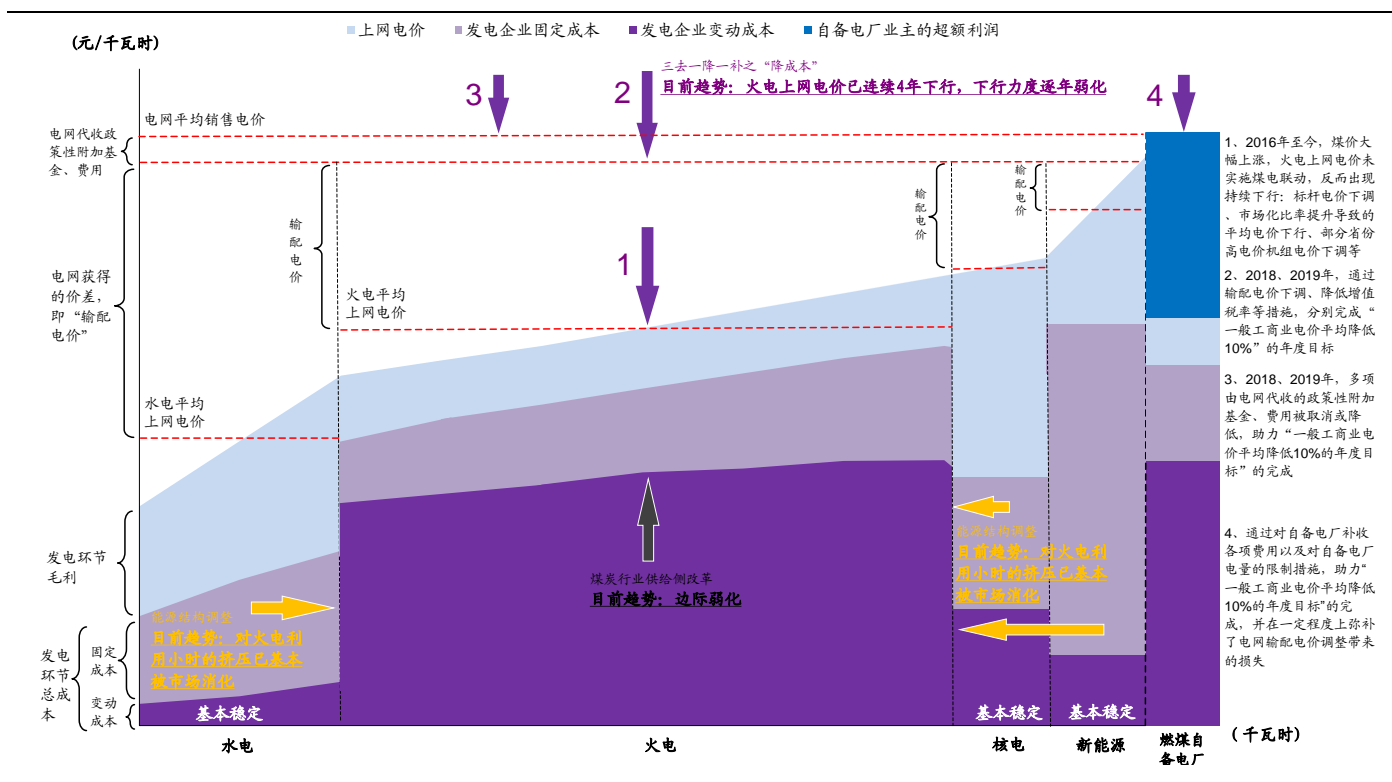 上网电价
发电企业固定成本
发电企业变动成本
自备电厂业主的超额利润
(元/千瓦时)
三去一降一补之“降成本”
目前趋势：火电上网电价已连续4年下行，下行力度逐年弱化
3
2
4
电网平均销售电价
电网代收政
策性附加基
金、费用
输
配
电
价
输
配
电
价
输
配
电
价
1
电网获得
的价差，
即“输配
电价”
火电平均
上网电价
水电平均
上网电价
发电环节
毛利
发电
环节
总成
本
固定
成本
变动
成本
能源结构调整
目前趋势：对火电利
用小时的挤压已基本
被市场消化
煤炭行业供给侧改革
目前趋势：边际弱化
能源结构调整
目前趋势：对火电利
用小时的挤压已基本
被市场消化
基本稳定
基本稳定
基本稳定
水电
火电
核电
新能源
燃煤自
备电厂
(千瓦时)
1、2016年至今，煤价大
幅上涨，火电上网电价未
实施煤电联动，反而出现
持续下行：标杆电价下调
、市场化比率提升导致的
平均电价下行、部分省份
高电价机组电价下调等
2、2018、2019年，通过
输配电价下调、降低增值
税率等措施，分别完成“
一般工商业电价平均降低
10%”的年度目标
3、2018、2019年，多项
由电网代收的政策性附加
基金、费用被取消或降
低，助力“一般工商业电
价平均降低10%的年度目
标”的完成
4、通过对自备电厂补收
各项费用以及对自备电厂
电量的限制措施，助力“
一般工商业电价平均降低
10%的年度目标”的完
成，并在一定程度上弥补
了电网输配电价调整带来
的损失